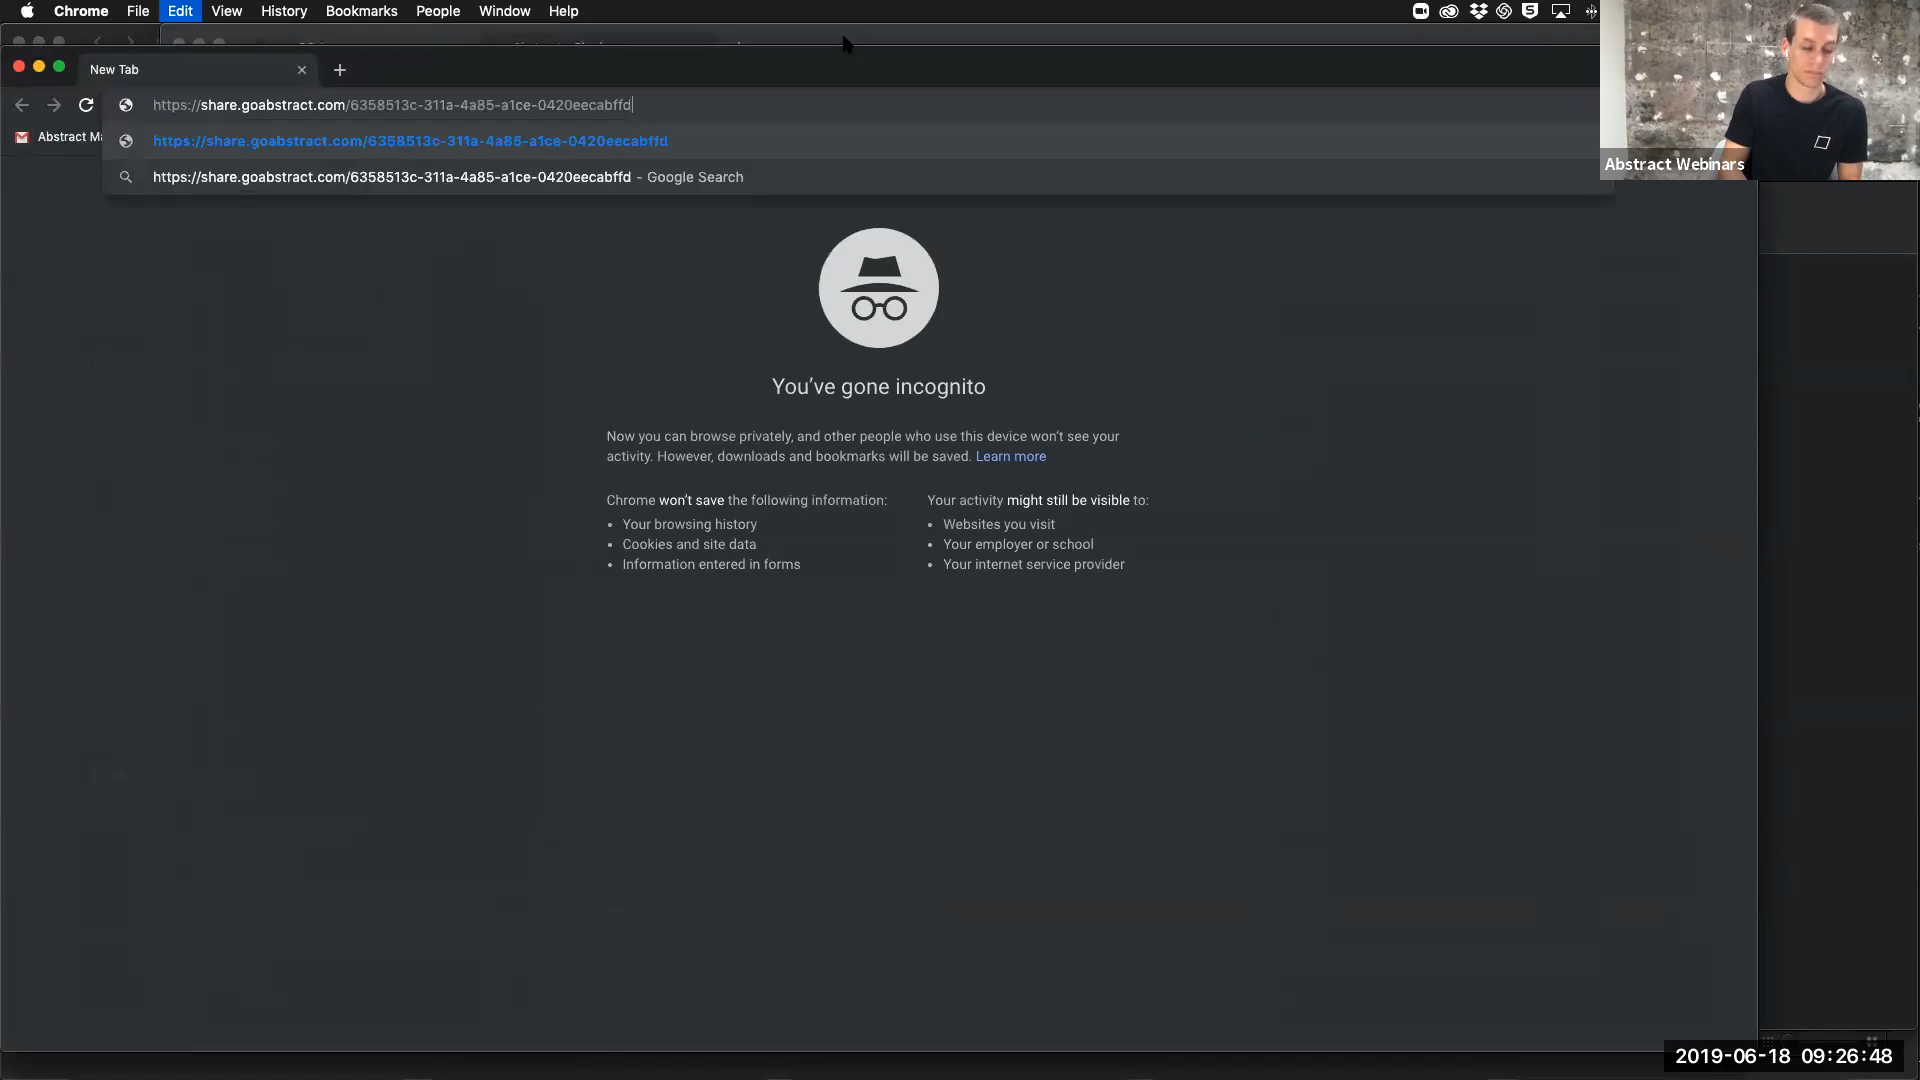 Chrome File Edit View History Bookmarks People Window Help
New Tab
https://share.goabstract.com/6358513c-311a-4a85-a1ce-0420eecabffd
Abstract Ma
https://share.goabstract.com/6358513c-311a-4a85-a1ce-0420eecabffd
https://share.goabstract.com/6358513c-311a-4a85-a1ce-0420eecabffd - Google Search
Abstract Webinars
You've gone incognito
Now you can browse privately, and other people who use this device won't see your
activity. However, downloads and bookmarks will be saved. Learn more
Chrome won't save the following information:
• Your browsing history
• Cookies and site data
• Information entered in forms
Your activity might still be visible to:
• Websites you visit
• Your employer or school
• Your internet service provider
2019-06-18 09:26:48